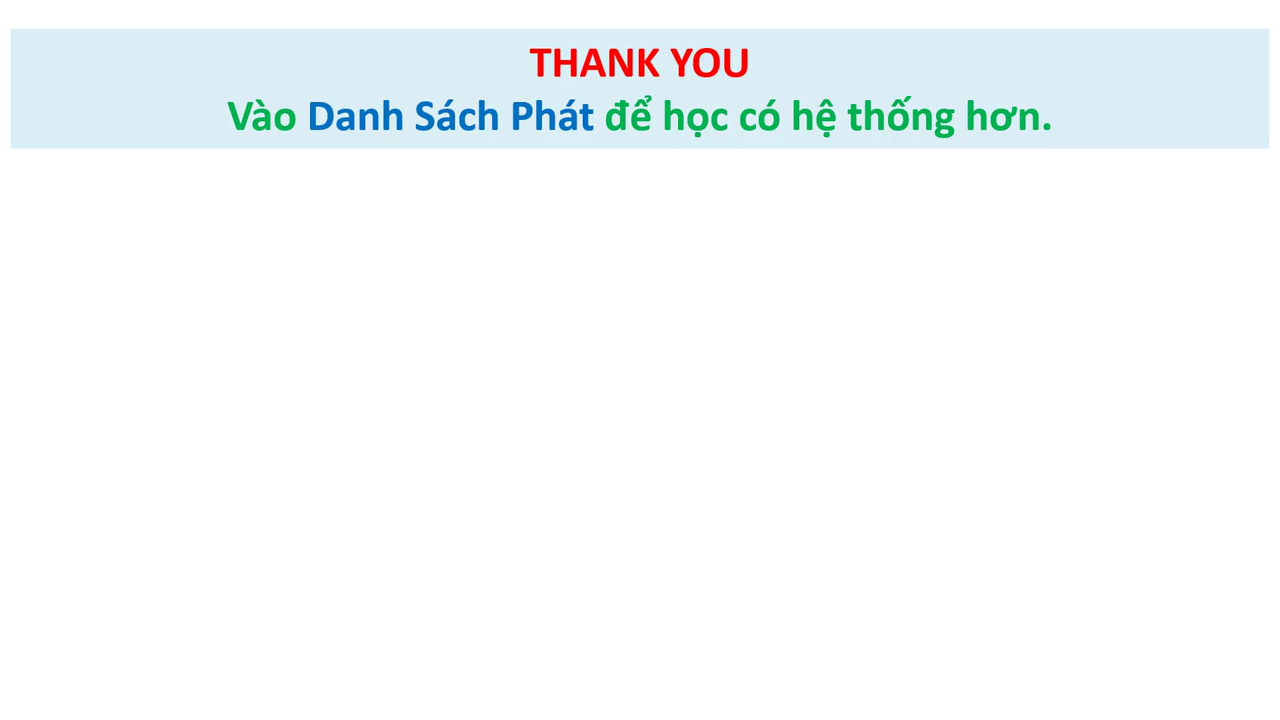 THANK YOU
Vào Danh Sách Phát để học có hệ thống hơn.